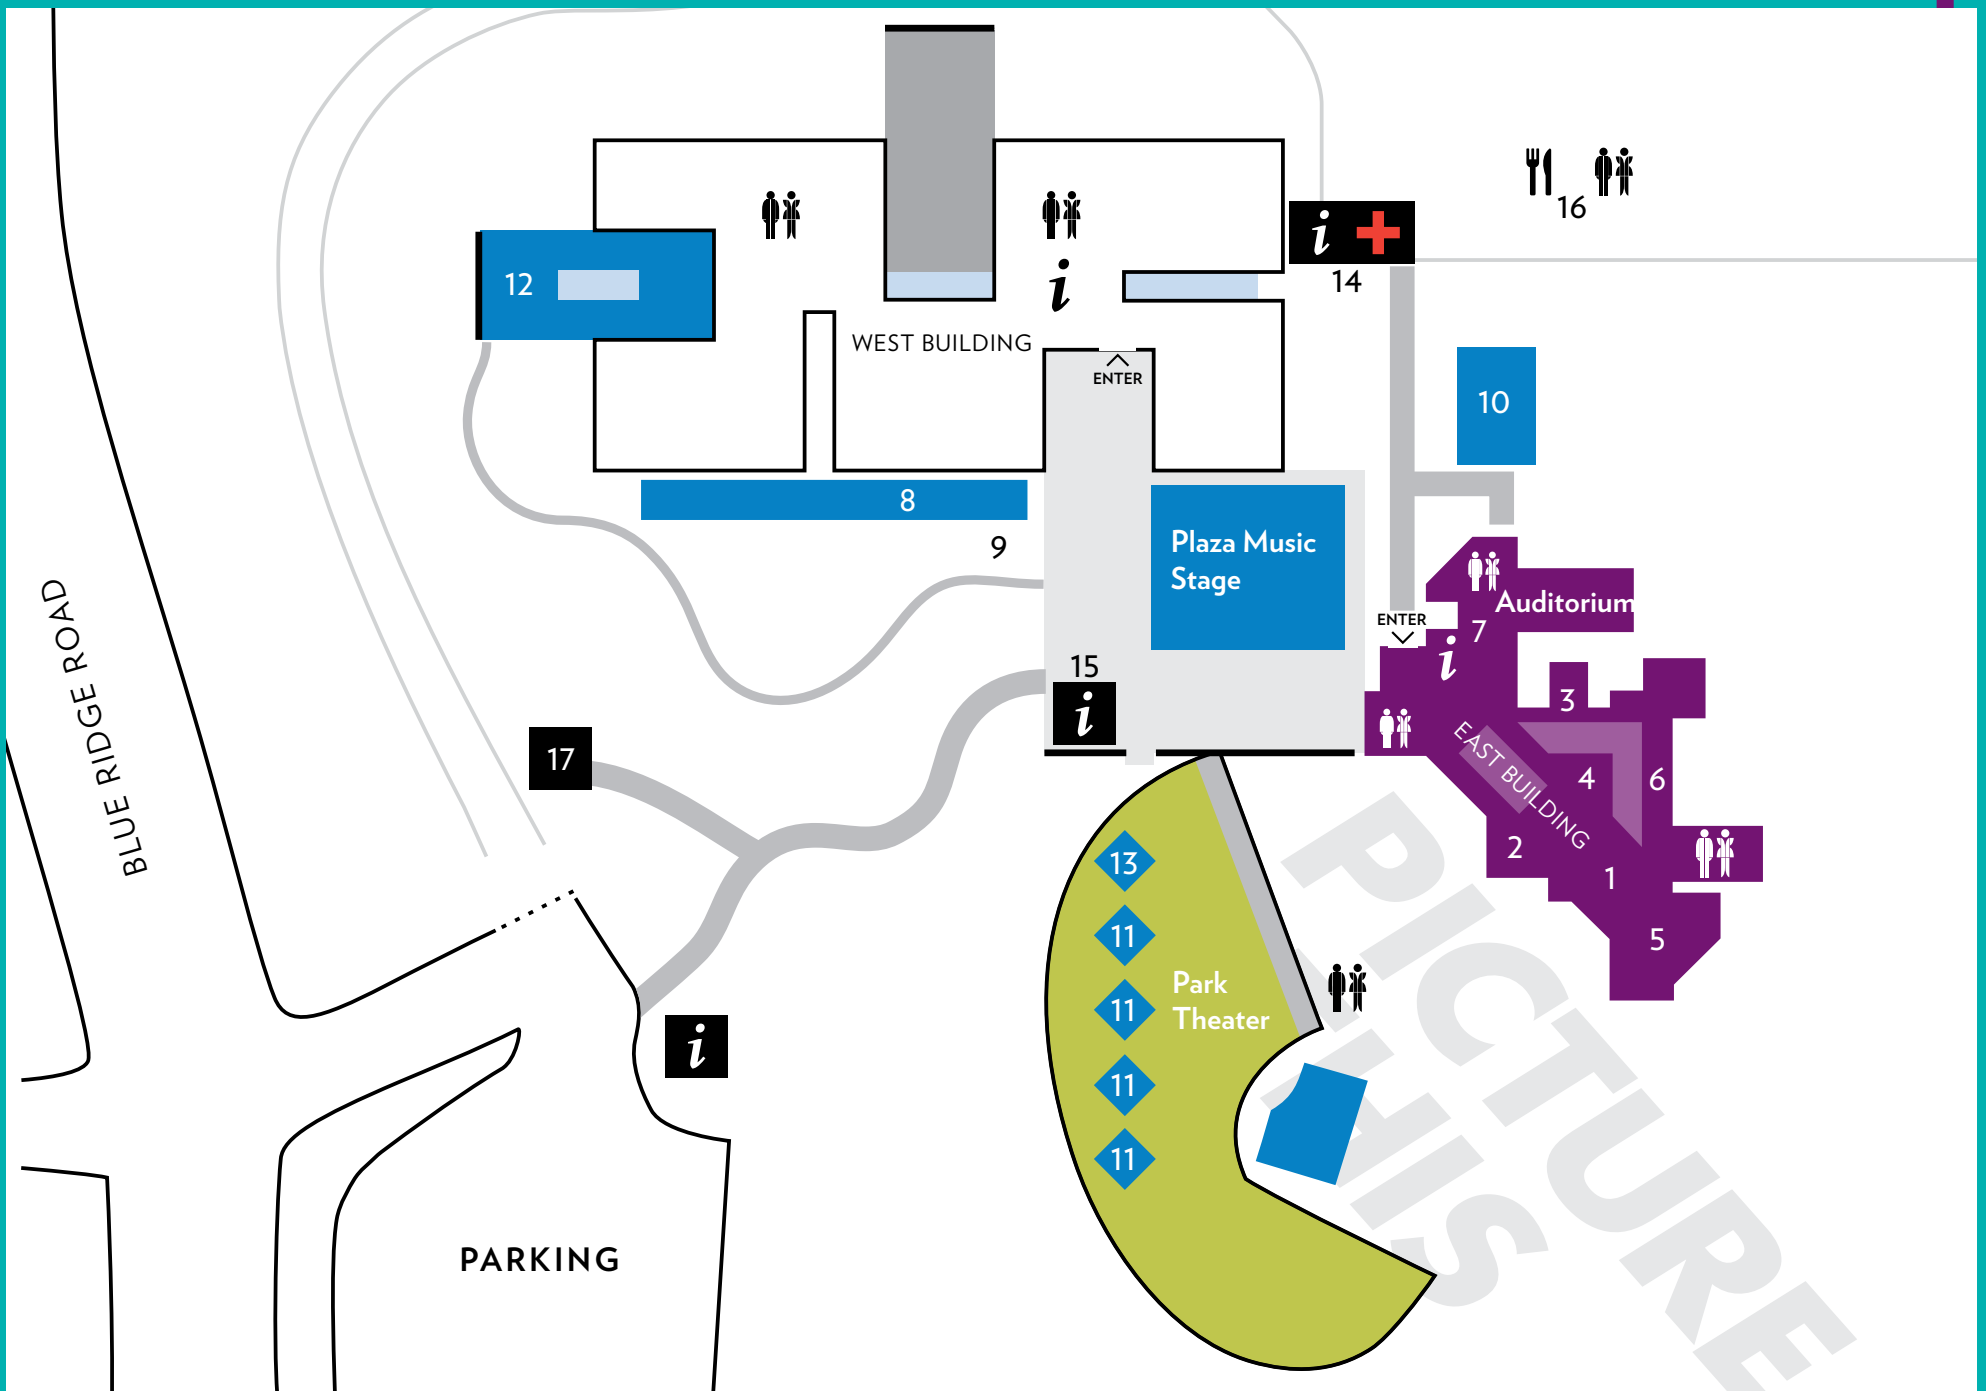 16
i
14
12
i
WEST BUILDING
ENTER
10
8
9
Plaza Music
Stage
Auditorium
ENTER
7
i
15
i
3
BLUE RIDGE ROAD
17
EAST BUILDING
4
6
2
1
5
13
11
11
11
11
Park
Theater
i
PICTURE
THIS
PARKING